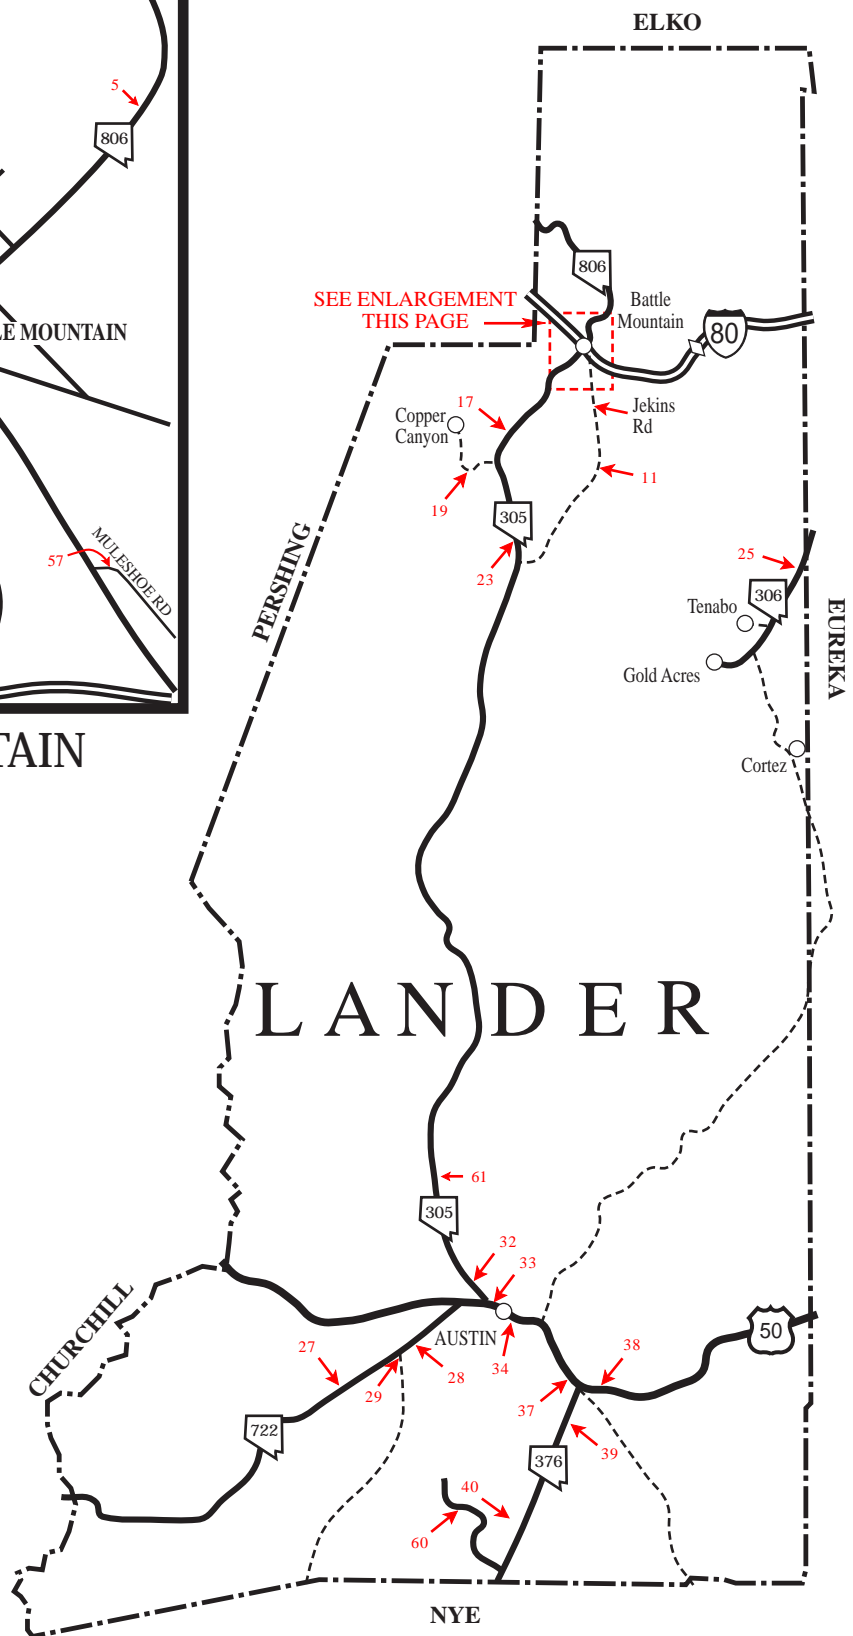 ELKO
5
806
806
SEE ENLARGEMENT
THIS PAGE
Battle
Mountain
80
LE MOUNTAIN
17
Copper
Canyon
Jekins
Rd
11
19
305
23
MULESHOE RD
57
PERSHING
25
306
Tenabo
EUREKA
Gold Acres
TAIN
Cortez
LANDER
61
305
32
33
CHURCHILL
AUSTIN
50
27
28
29
34
38
37
722
39
376
40
60
NYE